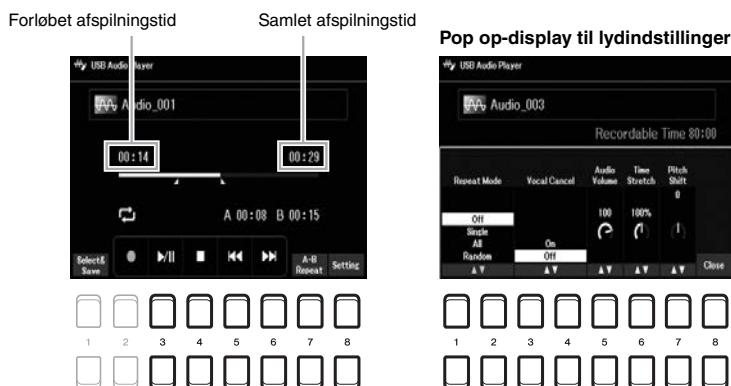 Forløbet afspilningstid
Samlet afspilningstid
USB Audio Player
Audio_001
00:14
00:29
A 00:08 B 00:15
Select& Save
A-B Repeat
Setting
1 2 3 4 5 6 7 8
Pop op-display til lydindstillinger
USB Audio Player
Audio_003
Recordable Time 80:00
Repeat Mode
Vocal Cancel
Audio Volume
Time Stretch
Pitch Shift
0
100
100%
Off
Single
All
Random
On
Off
Close
1 2 3 4 5 6 7 8